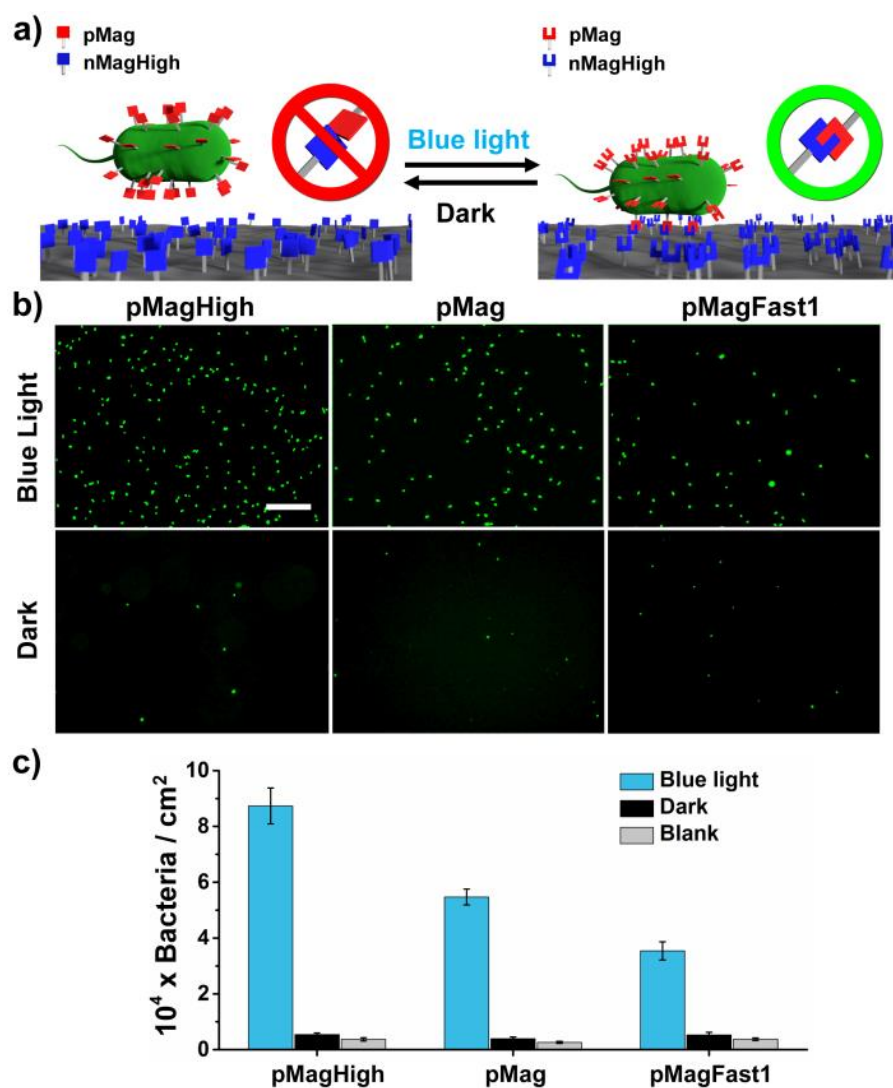 a)
pMag
nMagHigh
pMag
nMagHigh
Blue light
Dark
b)
pMagHigh
pMag
pMagFast1
Blue Light
Dark
c)
10⁴ x Bacteria / cm²
10
8
6
4
2
0
Blue light
Dark
Blank
pMagHigh
pMag
pMagFast1